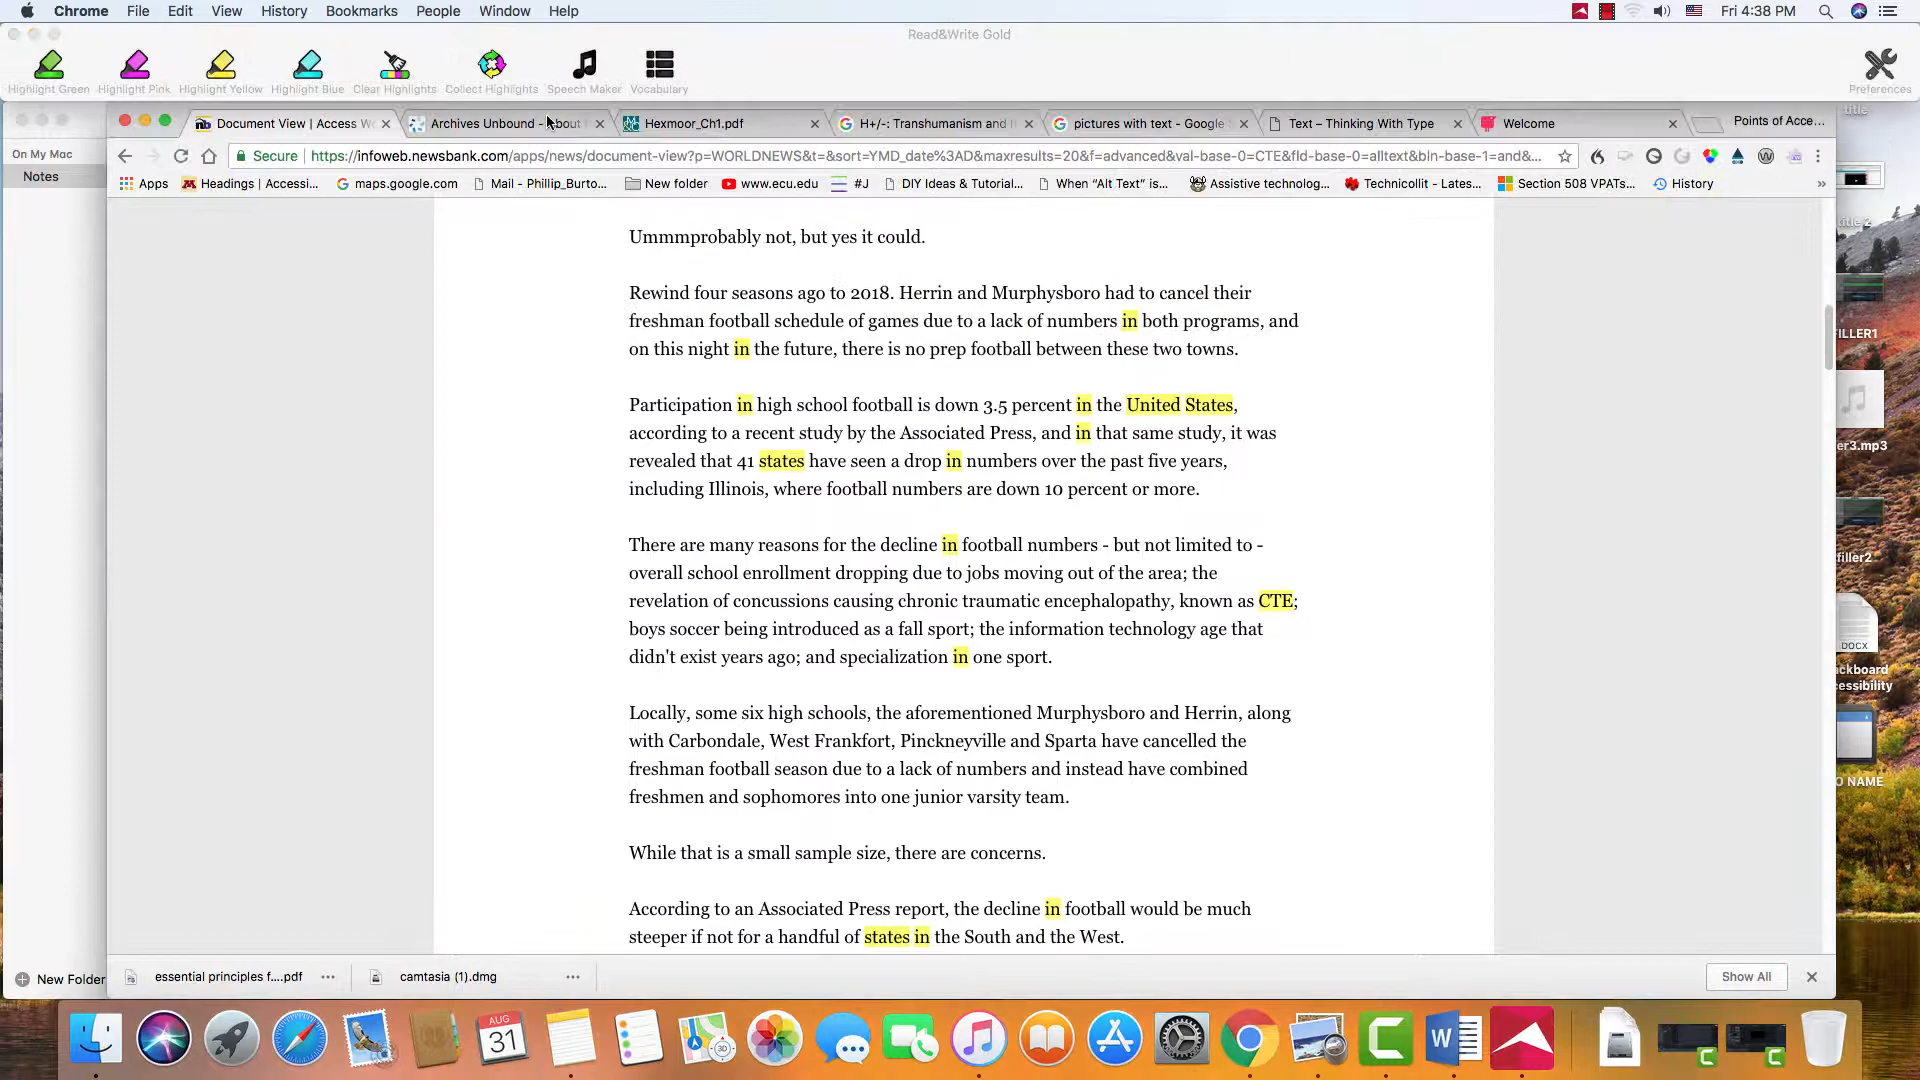 Chrome File Edit View History Bookmarks People Window Help
Fri 4:38 PM
Read&Write Gold
Highlight Green Highlight Pink Highlight Yellow Highlight Blue Clear Highlights Collect Highlights Speech Maker Vocabulary Preferences
Document View | Access W Archives Unbound - About Hexmoor_Ch1.pdf H+/-: Transhumanism and pictures with text - Google Text – Thinking With Type Welcome Points of Acce...
Secure https://infoweb.newsbank.com/apps/news/document-view?p=WORLDNEWS&t=&sort=YMD_date%3AD&maxresults=20&f=advanced&val-base-0=CTE&fld-base-0=alltext&bln-base-1=and&...
Apps Headings | Accessi... maps.google.com Mail - Phillip_Burto... New folder www.ecu.edu #J DIY Ideas & Tutorial... When "Alt Text" is... Assistive technolog... Technicollit - Lates... Section 508 VPATs... History »
On My Mac
Notes
Ummmprobably not, but yes it could.
Rewind four seasons ago to 2018. Herrin and Murphysboro had to cancel their
freshman football schedule of games due to a lack of numbers in both programs, and
on this night in the future, there is no prep football between these two towns.
Participation in high school football is down 3.5 percent in the United States,
according to a recent study by the Associated Press, and in that same study, it was
revealed that 41 states have seen a drop in numbers over the past five years,
including Illinois, where football numbers are down 10 percent or more.
There are many reasons for the decline in football numbers - but not limited to -
overall school enrollment dropping due to jobs moving out of the area; the
revelation of concussions causing chronic traumatic encephalopathy, known as CTE;
boys soccer being introduced as a fall sport; the information technology age that
didn't exist years ago; and specialization in one sport.
Locally, some six high schools, the aforementioned Murphysboro and Herrin, along
with Carbondale, West Frankfort, Pinckneyville and Sparta have cancelled the
freshman football season due to a lack of numbers and instead have combined
freshmen and sophomores into one junior varsity team.
While that is a small sample size, there are concerns.
According to an Associated Press report, the decline in football would be much
steeper if not for a handful of states in the South and the West.
title
title 2
FILLER1
ler3.mp3
filler2
DOCX
ckboard
cessibility
O NAME
New Folder
essential principles f....pdf camtasia (1).dmg Show All
AUG
31